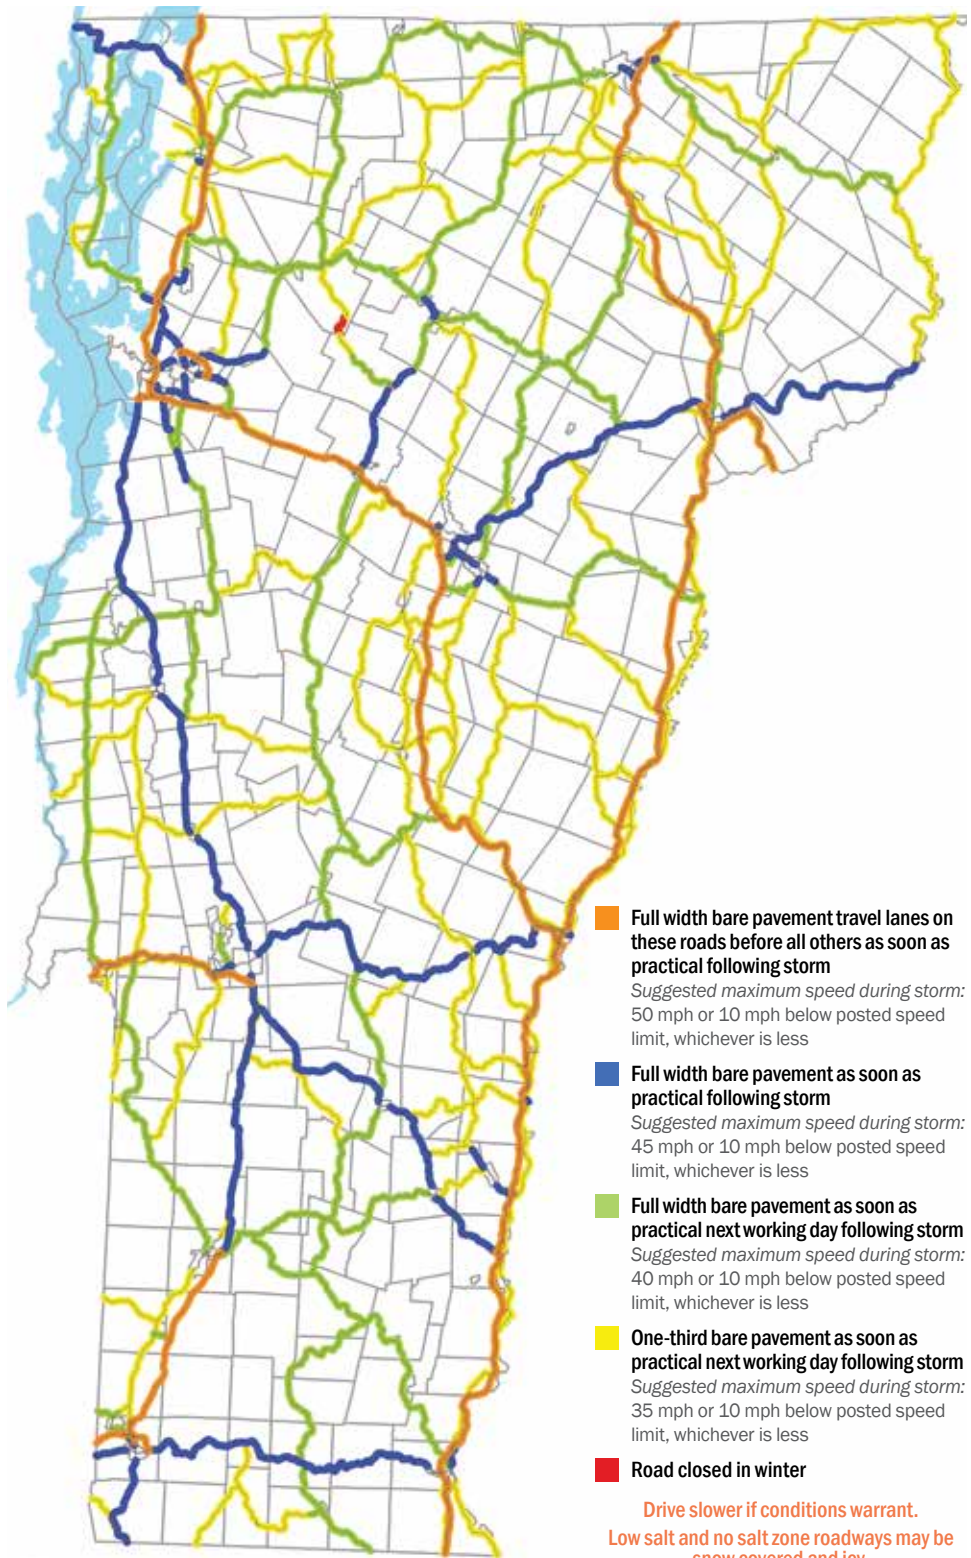 Full width bare pavement travel lanes on
these roads before all others as soon as
practical following storm
Suggested maximum speed during storm:
50 mph or 10 mph below posted speed
limit, whichever is less
Full width bare pavement as soon as
practical following storm
Suggested maximum speed during storm:
45 mph or 10 mph below posted speed
limit, whichever is less
Full width bare pavement as soon as
practical next working day following storm
Suggested maximum speed during storm:
40 mph or 10 mph below posted speed
limit, whichever is less
One-third bare pavement as soon as
practical next working day following storm
Suggested maximum speed during storm:
35 mph or 10 mph below posted speed
limit, whichever is less
Road closed in winter
Drive slower if conditions warrant.
Low salt and no salt zone roadways may be
snow covered and icy